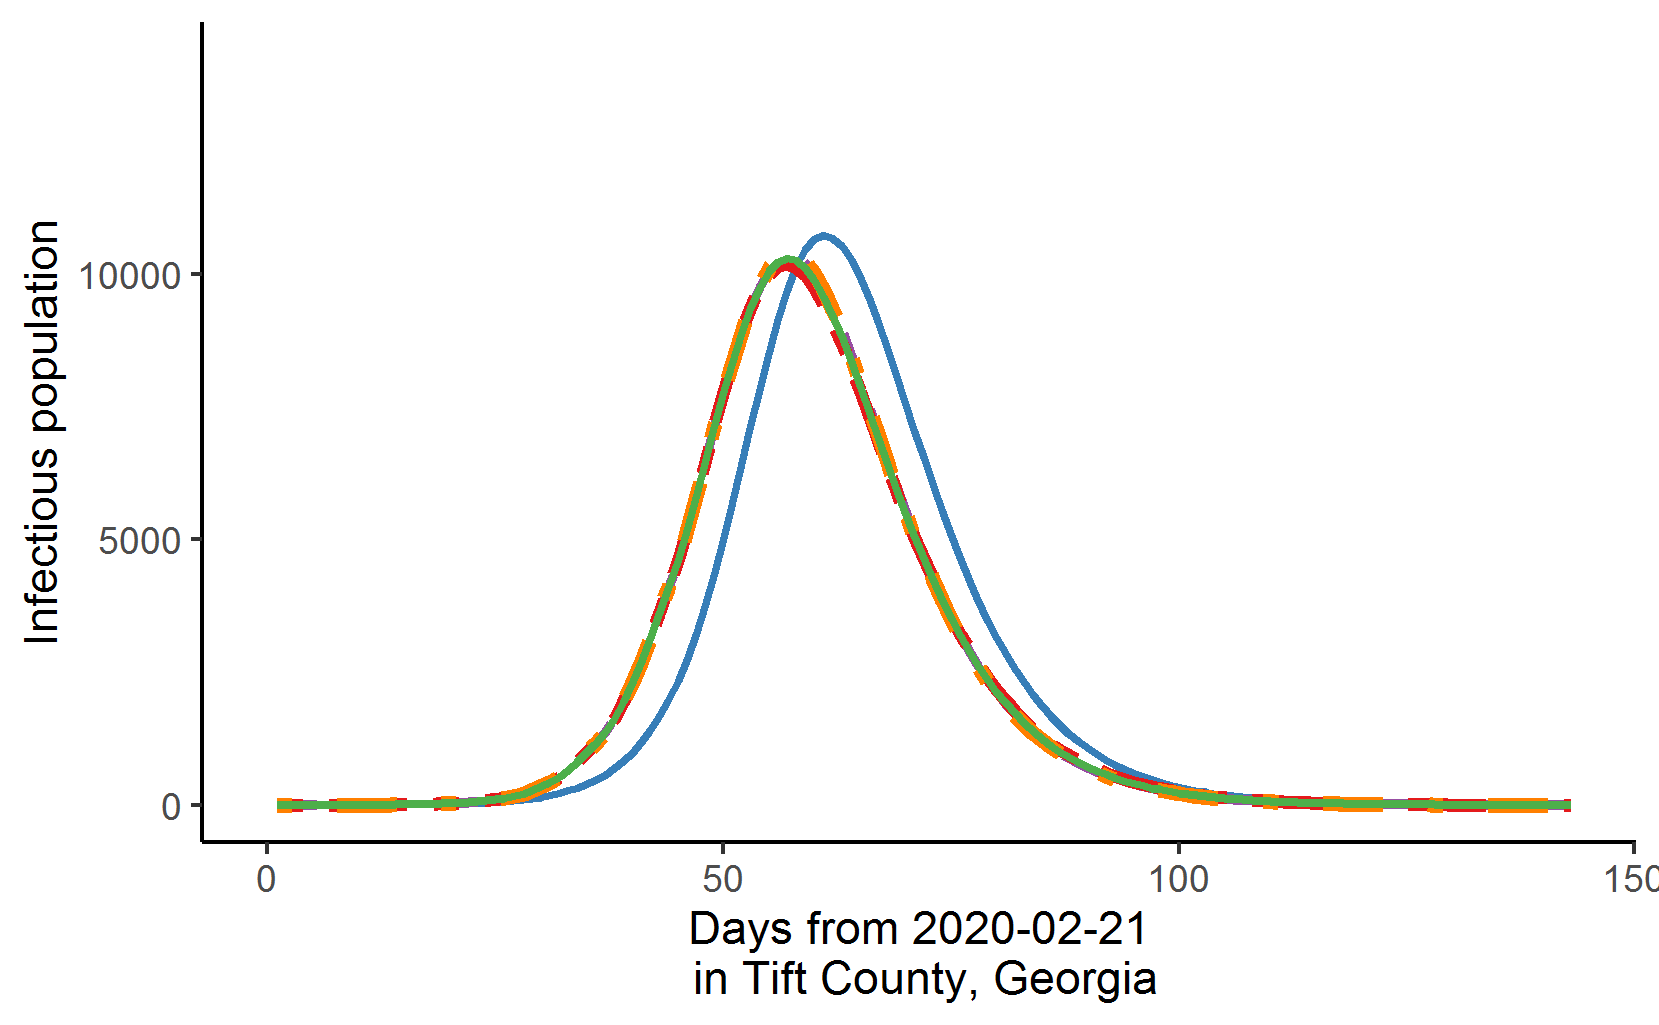 Infectious population
10000
5000
0
0
50
100
150
Days from 2020-02-21
in Tift County, Georgia